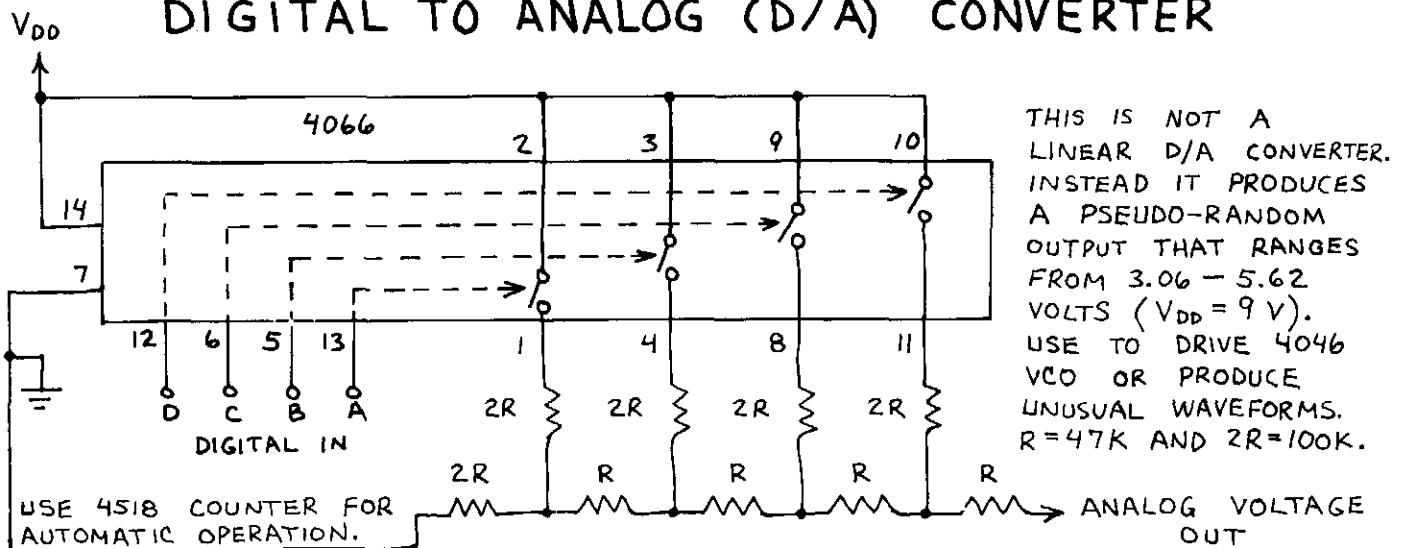 DIGITAL TO ANALOG (D/A) CONVERTER
VDD
4066
2 3 9 10
14
7
12 6 5 13 1 4 8 11
D C B A
DIGITAL IN
2R 2R 2R 2R
2R R R R R
ANALOG VOLTAGE
OUT
USE 4518 COUNTER FOR
AUTOMATIC OPERATION.
THIS IS NOT A
LINEAR D/A CONVERTER.
INSTEAD IT PRODUCES
A PSEUDO-RANDOM
OUTPUT THAT RANGES
FROM 3.06 - 5.62
VOLTS (VDD = 9 V).
USE TO DRIVE 4046
VCO OR PRODUCE
UNUSUAL WAVEFORMS.
R = 47K AND 2R = 100K.